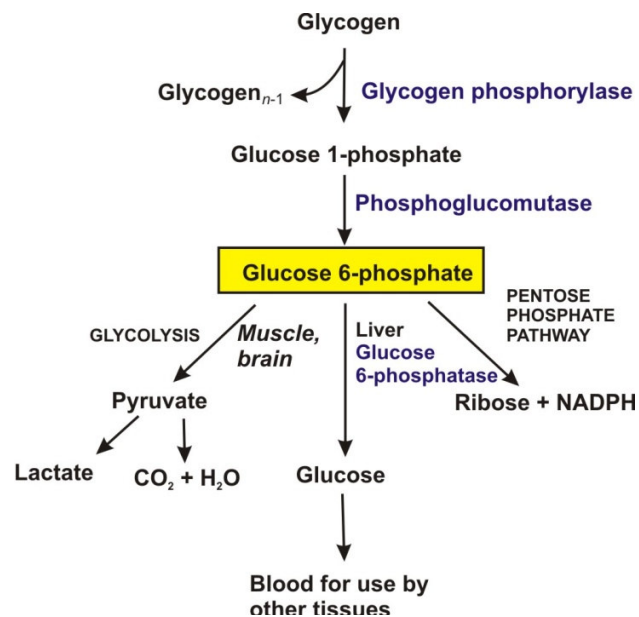 Glycogen
Glycogenₙ₋₁
Glycogen phosphorylase
Glucose 1-phosphate
Phosphoglucomutase
Glucose 6-phosphate
GLYCOLYSIS
Muscle,
brain
Liver
Glucose
6-phosphatase
PENTOSE
PHOSPHATE
PATHWAY
Pyruvate
Ribose + NADPH
Lactate
CO₂ + H₂O
Glucose
Blood for use by
other tissues